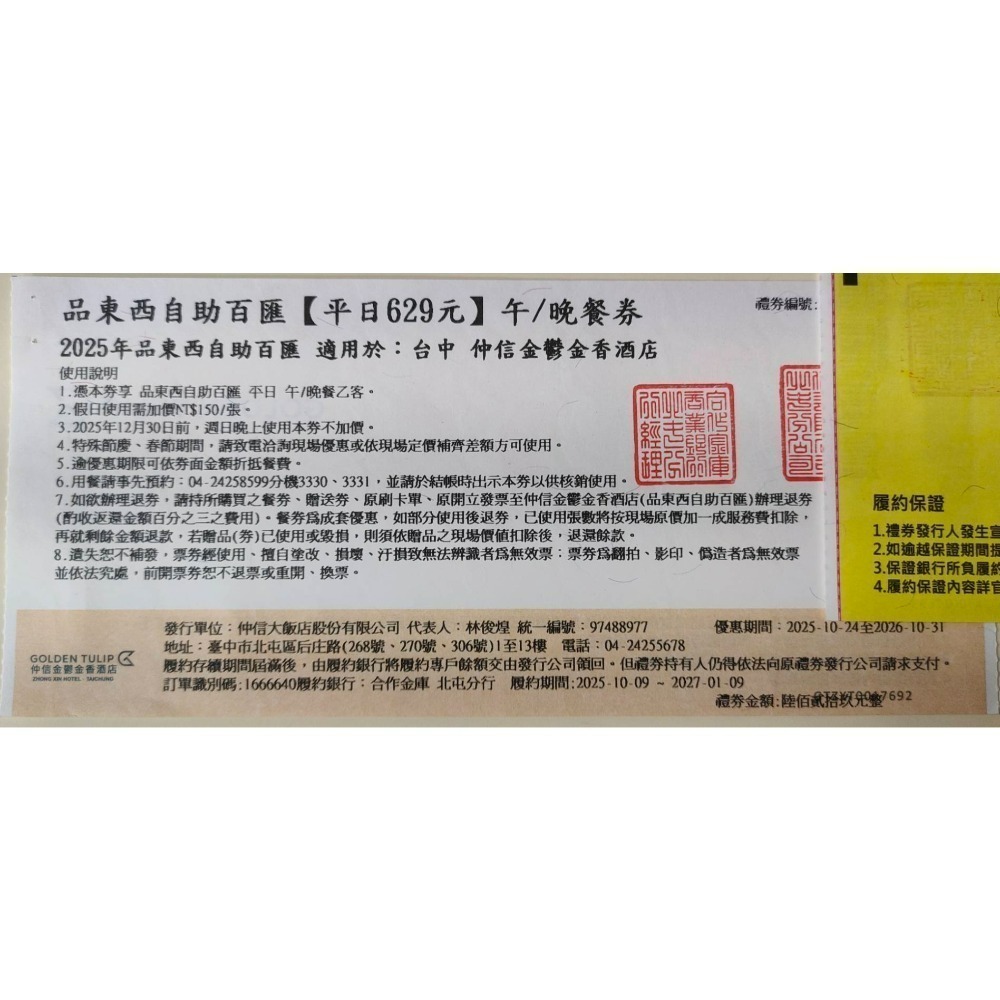 品東西自助百匯【平日629元】午/晚餐券
禮券編號:
2025年品東西自助百匯 適用於：台中 仲信金鬱金香酒店
使用說明
1.憑本券享 品東西自助百匯 平日 午/晚餐乙客。
2.假日使用需加價NT$150/張。
3.2025年12月30日前，週日晚上使用本券不加價。
4.特殊節慶、春節期間，請致電洽詢現場優惠或依現場定價補齊差額方可使用。
5.逾優惠期限可依券面金額折抵餐費。
6.用餐請事先預約：04-24258599分機3330、3331，並請於結帳時出示本券以供核銷使用。
7.如欲辦理退券，請持所購買之餐券、贈送券、原刷卡單、原開立發票至仲信金鬱金香酒店(品東西自助百匯)辦理退券
(酌收返還金額百分之三之費用)。餐券為成套優惠，如部分使用後退券，已使用張數將按現場原價加一成服務費扣除，
再就剩餘金額退款，若贈品(券)已使用或毀損，則須依贈品之現場價值扣除後，退還餘款。
8.遺失恕不補發，票券經使用、擅自塗改、損壞、汙損致無法辨識者為無效票；票券為翻拍、影印、偽造者為無效票
並依法究處，前開票券恕不退票或重開、換票。
履約保證
1.禮券發行人發生宣
2.如逾越保證期間提
3.保證銀行所負履約
4.履約保證內容詳官
GOLDEN TULIP
仲信金鬱金香酒店
ZHONG XIN HOTEL - TAICHUNG
發行單位：仲信大飯店股份有限公司 代表人：林俊煌 統一編號：97488977
優惠期間：2025-10-24至2026-10-31
地址：臺中市北屯區后庄路(268號、270號、306號)1至13樓 電話：04-24255678
履約存續期間屆滿後，由履約銀行將履約專戶餘額交由發行公司領回。但禮券持有人仍得依法向原禮券發行公司請求支付。
訂單識別碼:1666640履約銀行：合作金庫 北屯分行 履約期間:2025-10-09 ~ 2027-01-09
禮券金額:陸佰貳拾玖元整